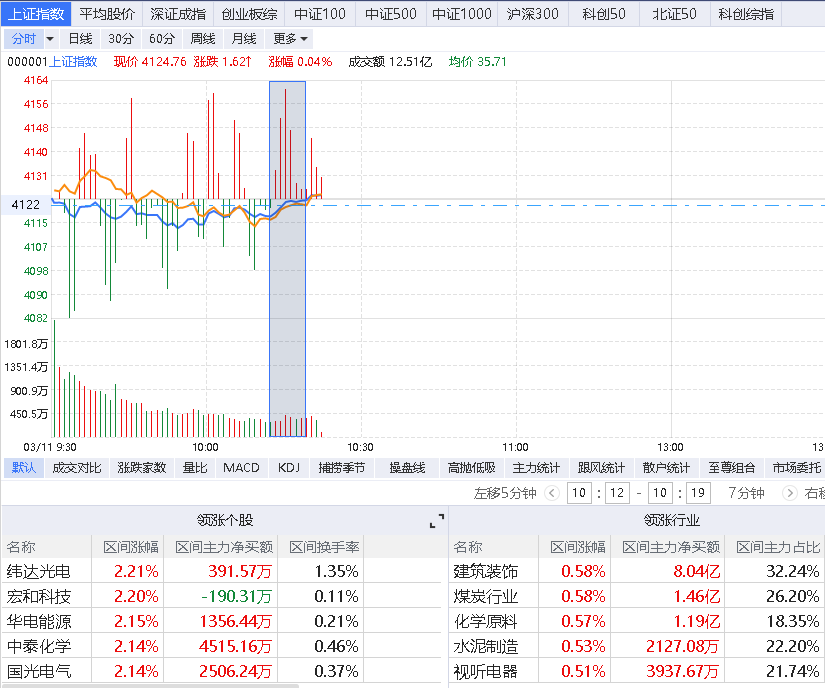 上证指数 平均股价 深证成指 创业板综 中证100 中证500 中证1000 沪深300 科创50 北证50 科创综指
分时 日线 30分 60分 周线 月线 更多
000001上证指数 现价 4124.76 涨跌 1.62↑ 涨幅 0.04% 成交额 12.51亿 均价 35.71
4164
4156
4148
4140
4131
4122
4115
4107
4098
4090
4082
1801.8万
1351.4万
900.9万
450.5万
03/11 9:30 10:00 10:30 11:00 13:00 13
默认 成交对比 涨跌家数 量比 MACD KDJ 捕捞季节 操盘线 高抛低吸 主力统计 跟风统计 散户统计 至尊组合 市场委托
左移5分钟 10 : 12 - 10 : 19 7分钟 右移
领涨个股 领涨行业
名称 区间涨幅 区间主力净买额 区间换手率 名称 区间涨幅 区间主力净买额 区间主力占比
纬达光电 2.21% 391.57万 1.35% 建筑装饰 0.58% 8.04亿 32.24%
宏和科技 2.20% -190.31万 0.11% 煤炭行业 0.58% 1.46亿 26.20%
华电能源 2.15% 1356.44万 0.21% 化学原料 0.57% 1.19亿 18.35%
中泰化学 2.14% 4515.16万 0.46% 水泥制造 0.53% 2127.08万 22.20%
国光电气 2.14% 2506.24万 0.37% 视听电器 0.51% 3937.67万 21.74%